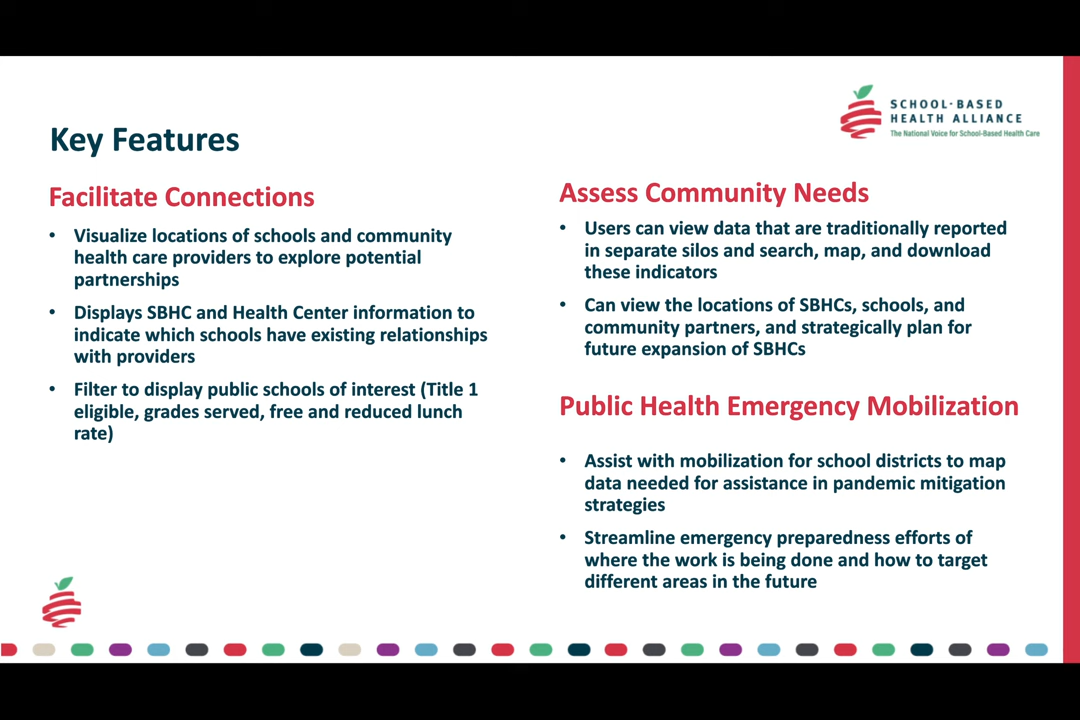 SCHOOL-BASED
HEALTH ALLIANCE
The National Voice for School-Based Health Care
Key Features
Facilitate Connections
• Visualize locations of schools and community
health care providers to explore potential
partnerships
• Displays SBHC and Health Center information to
indicate which schools have existing relationships
with providers
• Filter to display public schools of interest (Title 1
eligible, grades served, free and reduced lunch
rate)
Assess Community Needs
• Users can view data that are traditionally reported
in separate silos and search, map, and download
these indicators
• Can view the locations of SBHCs, schools, and
community partners, and strategically plan for
future expansion of SBHCs
Public Health Emergency Mobilization
• Assist with mobilization for school districts to map
data needed for assistance in pandemic mitigation
strategies
• Streamline emergency preparedness efforts of
where the work is being done and how to target
different areas in the future